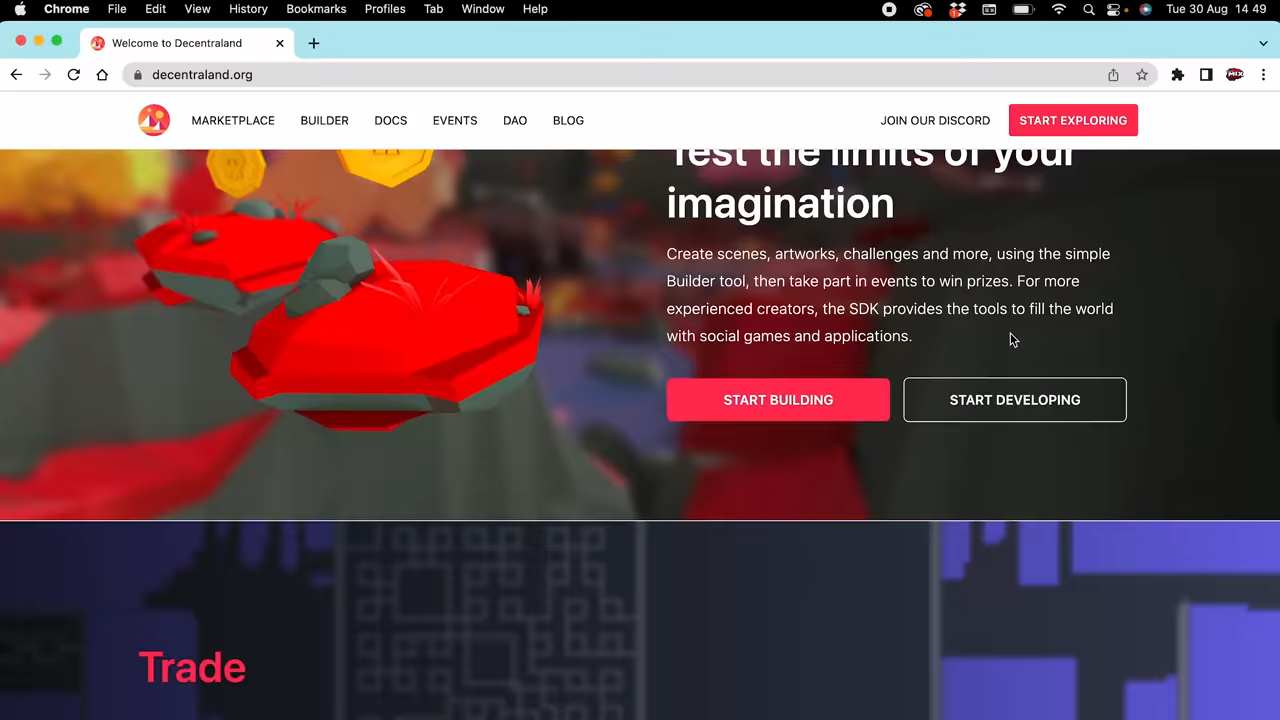 Chrome File Edit View History Bookmarks Profiles Tab Window Help Tue 30 Aug 14 49
Welcome to Decentraland
decentraland.org
MARKETPLACE BUILDER DOCS EVENTS DAO BLOG JOIN OUR DISCORD START EXPLORING
Test the limits of your
imagination
Create scenes, artworks, challenges and more, using the simple
Builder tool, then take part in events to win prizes. For more
experienced creators, the SDK provides the tools to fill the world
with social games and applications.
START BUILDING START DEVELOPING
Trade